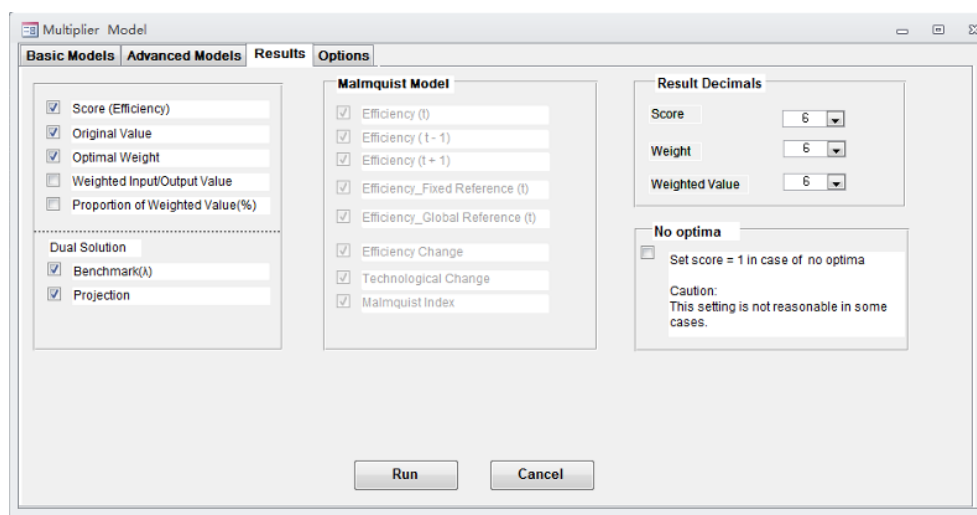 Multiplier Model
Basic Models Advanced Models Results Options
Score (Efficiency)
Original Value
Optimal Weight
Weighted Input/Output Value
Proportion of Weighted Value(%)
Dual Solution
Benchmark(λ)
Projection
Malmquist Model
Efficiency (t)
Efficiency ( t - 1)
Efficiency (t + 1)
Efficiency_Fixed Reference (t)
Efficiency_Global Reference (t)
Efficiency Change
Technological Change
Malmquist Index
Result Decimals
Score 6
Weight 6
Weighted Value 6
No optima
Set score = 1 in case of no optima
Caution:
This setting is not reasonable in some
cases.
Run Cancel